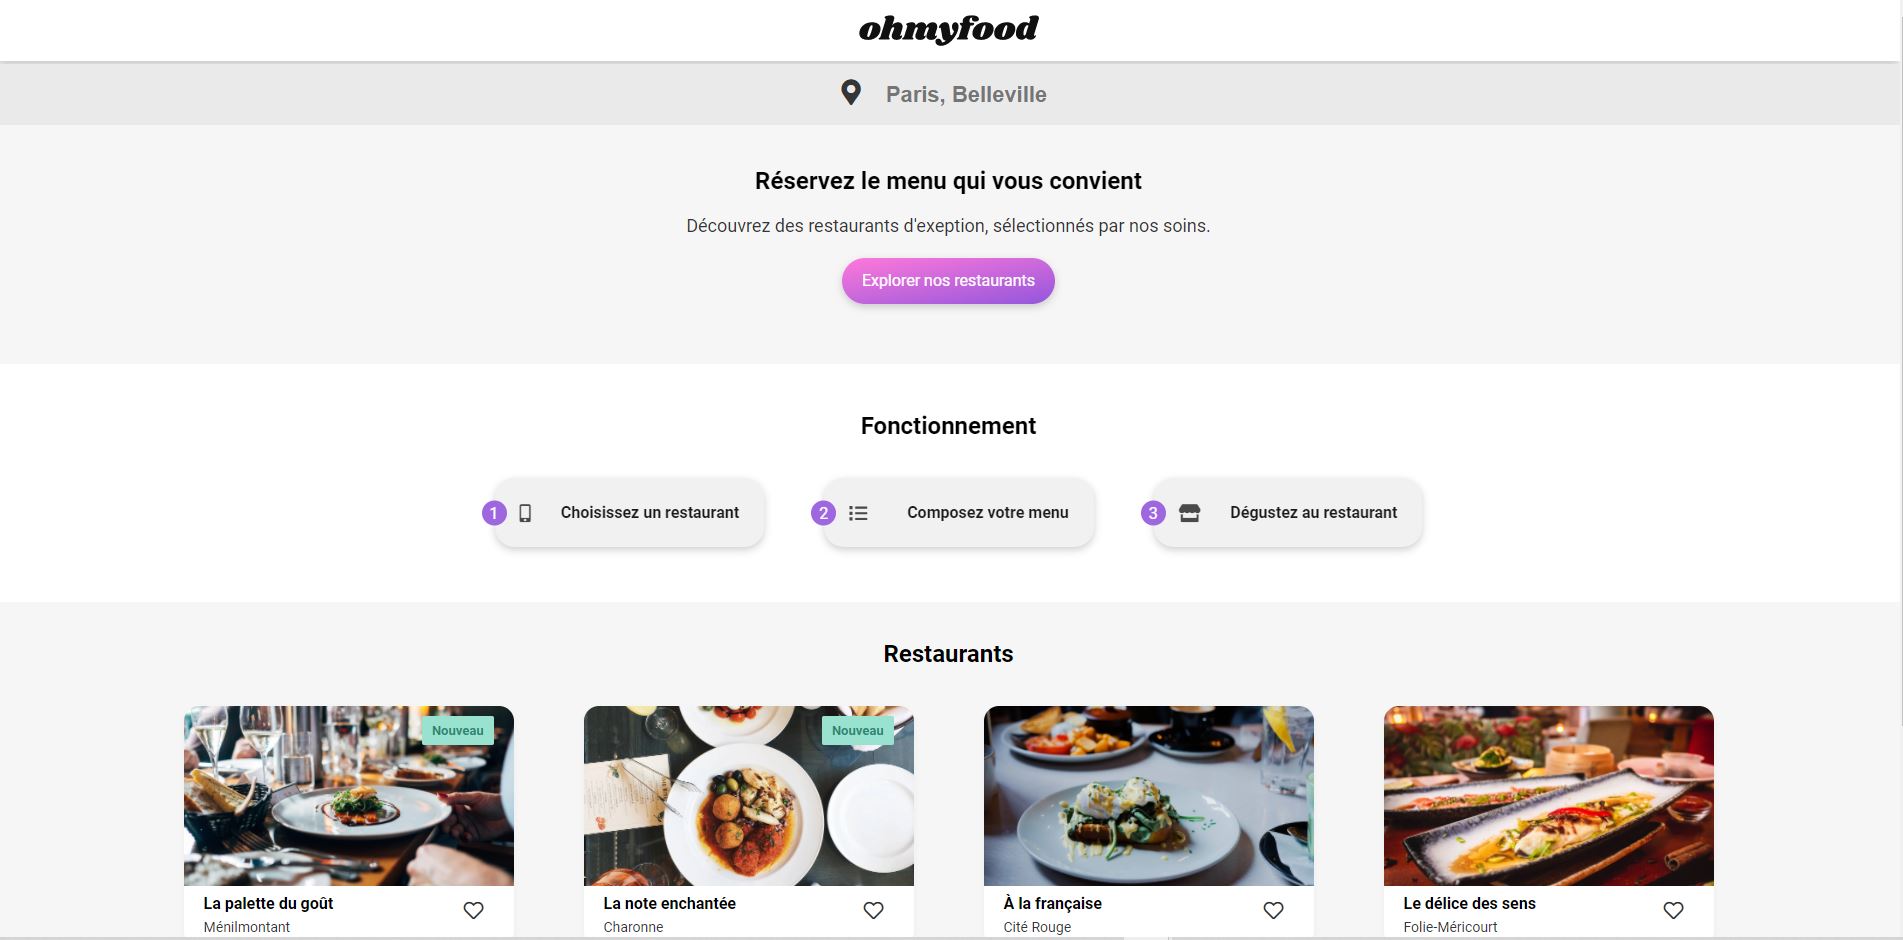 ohmyfood
Paris, Belleville
Réservez le menu qui vous convient
Découvrez des restaurants d'exeption, sélectionnés par nos soins.
Explorer nos restaurants
Fonctionnement
1 Choisissez un restaurant
2 Composez votre menu
3 Dégustez au restaurant
Restaurants
Nouveau
Nouveau
La palette du goût
Ménilmontant
La note enchantée
Charonne
À la française
Cité Rouge
Le délice des sens
Folie-Méricourt